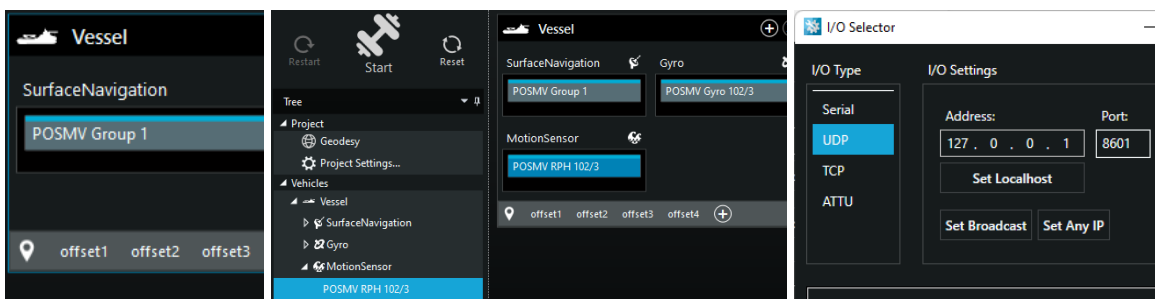 Vessel
SurfaceNavigation
POSMV Group 1
offset1 offset2 offset3
Restart
Start
Reset
Tree
Project
Geodesy
Project Settings...
Vehicles
Vessel
SurfaceNavigation
Gyro
MotionSensor
POSMV RPH 102/3
Vessel
SurfaceNavigation Gyro
POSMV Group 1 POSMV Gyro 102/3
MotionSensor
POSMV RPH 102/3
offset1 offset2 offset3 offset4
I/O Selector
I/O Type
Serial
UDP
TCP
ATTU
I/O Settings
Address: Port:
127 . 0 . 0 . 1 8601
Set Localhost
Set Broadcast Set Any IP